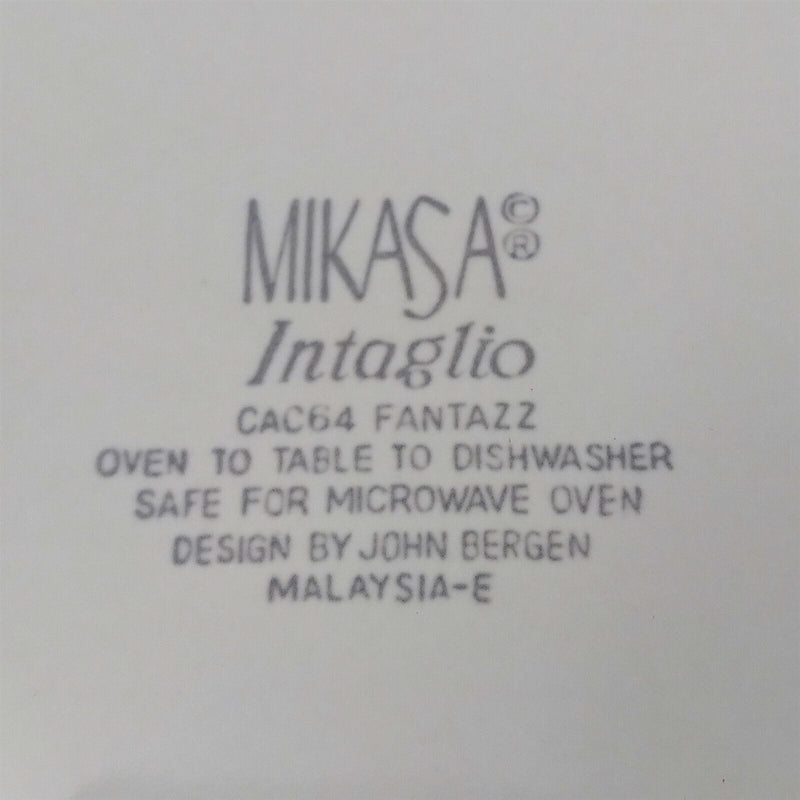 MIKASA©®
Intaglio
CAC64 FANTAZZ
OVEN TO TABLE TO DISHWASHER
SAFE FOR MICROWAVE OVEN
DESIGN BY JOHN BERGEN
MALAYSIA-E